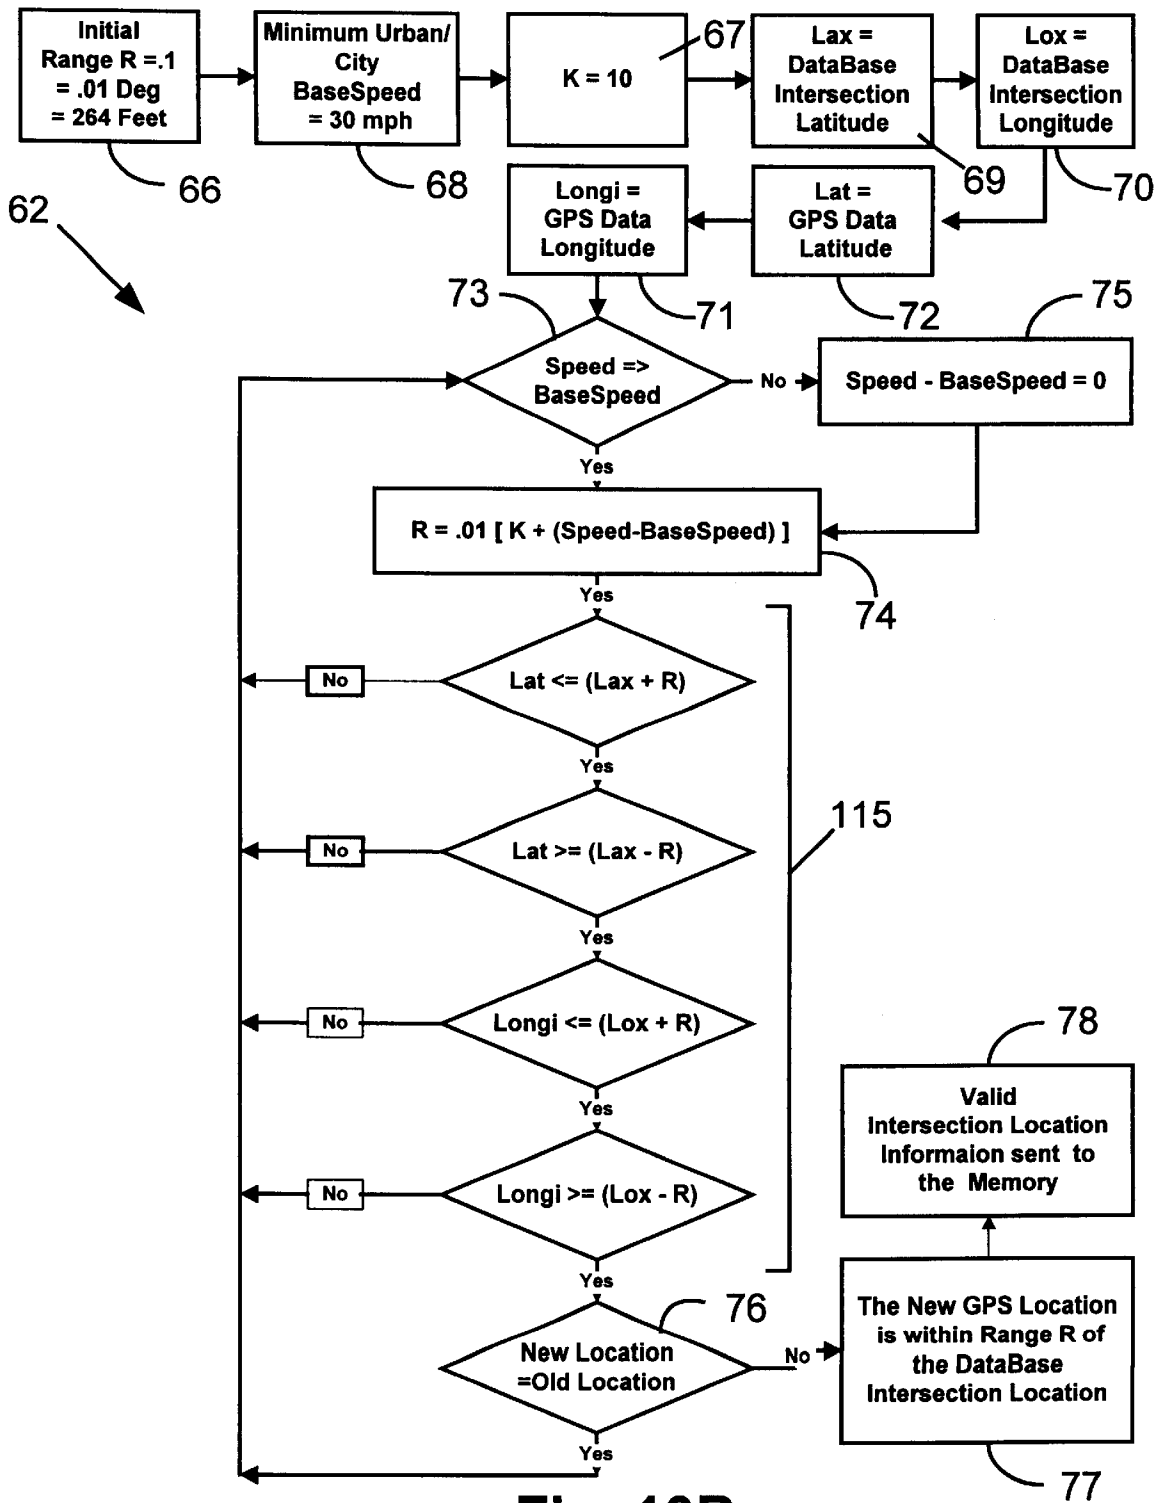 Initial
Range R =.1
= .01 Deg
= 264 Feet
Minimum Urban/
City
BaseSpeed
= 30 mph
K = 10
67
Lax =
DataBase
Intersection
Latitude
Lox =
DataBase
Intersection
Longitude
66
68
69
70
62
Longi =
GPS Data
Longitude
Lat =
GPS Data
Latitude
73
71
72
75
Speed =>
BaseSpeed
No
Speed - BaseSpeed = 0
Yes
R = .01 [ K + (Speed-BaseSpeed) ]
Yes
74
No
Lat <= (Lax + R)
Yes
115
No
Lat >= (Lax - R)
Yes
No
Longi <= (Lox + R)
78
Yes
Valid
Intersection Location
Informaion sent to
the Memory
No
Longi >= (Lox - R)
Yes
76
New Location
=Old Location
No
The New GPS Location
is within Range R of
the DataBase
Intersection Location
Yes
77